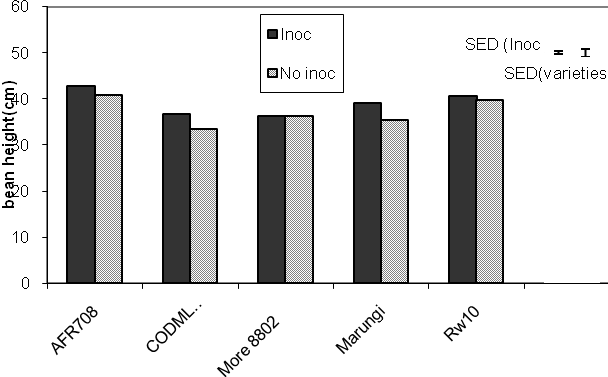 60
50
40
30
20
10
0
bean height(cm)
Inoc
No inoc
SED (Inoc
SED(varieties
AFR708
CODML..
More 8802
Marungi
Rw10